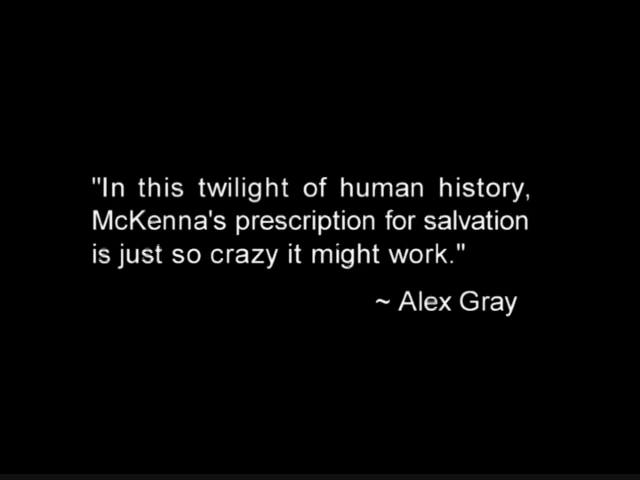 "In this twilight of human history,
McKenna's prescription for salvation
is just so crazy it might work."
~ Alex Gray